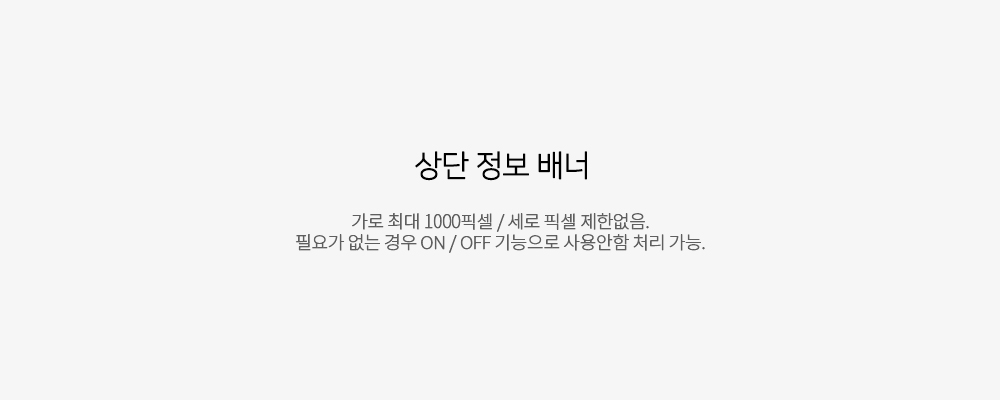 상단 정보 배너
가로 최대 1000픽셀 / 세로 픽셀 제한없음.
필요가 없는 경우 ON / OFF 기능으로 사용안함 처리 가능.